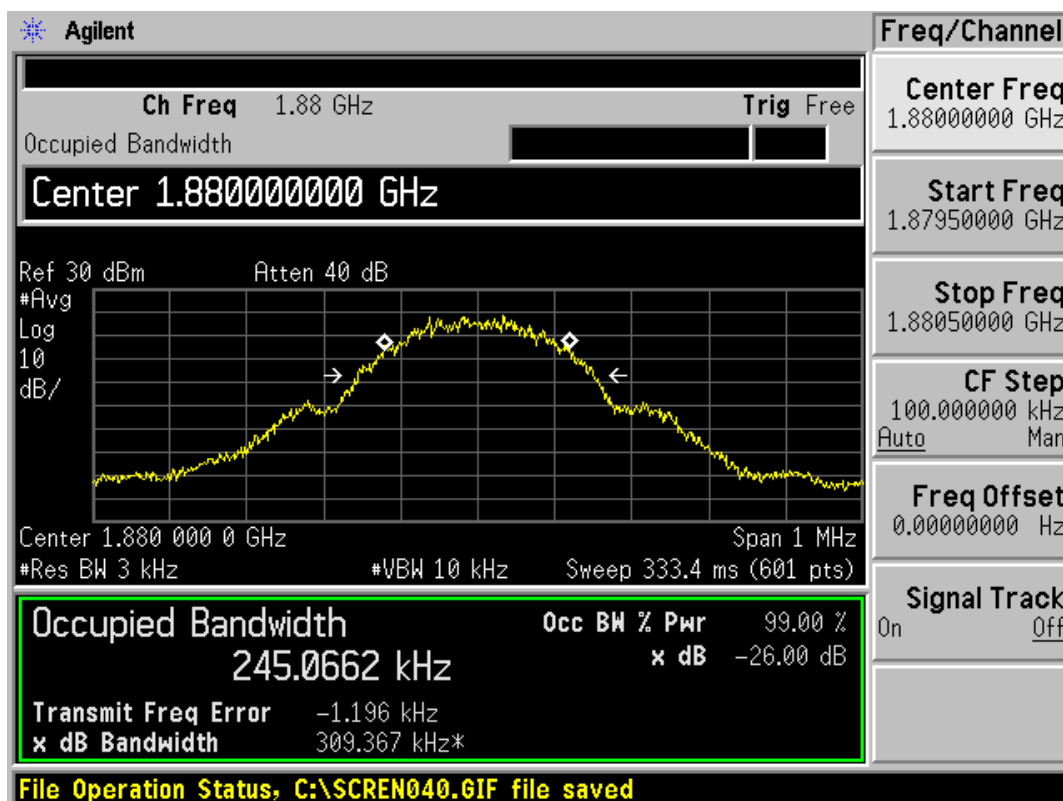 Agilent
Freq/Channel
Ch Freq 1.88 GHz Trig Free
Occupied Bandwidth
Center 1.880000000 GHz
Center Freq
1.88000000 GHz
Start Freq
1.87950000 GHz
Stop Freq
1.88050000 GHz
CF Step
100.000000 kHz
Auto Man
Freq Offset
0.00000000 Hz
Signal Track
On Off
Ref 30 dBm Atten 40 dB
#Avg
Log
10
dB/
Center 1.880 000 0 GHz Span 1 MHz
#Res BW 3 kHz #VBW 10 kHz Sweep 333.4 ms (601 pts)
Occupied Bandwidth
245.0662 kHz
Occ BW % Pwr 99.00 %
x dB -26.00 dB
Transmit Freq Error -1.196 kHz
x dB Bandwidth 309.367 kHz*
File Operation Status, C:\SCREN040.GIF file saved